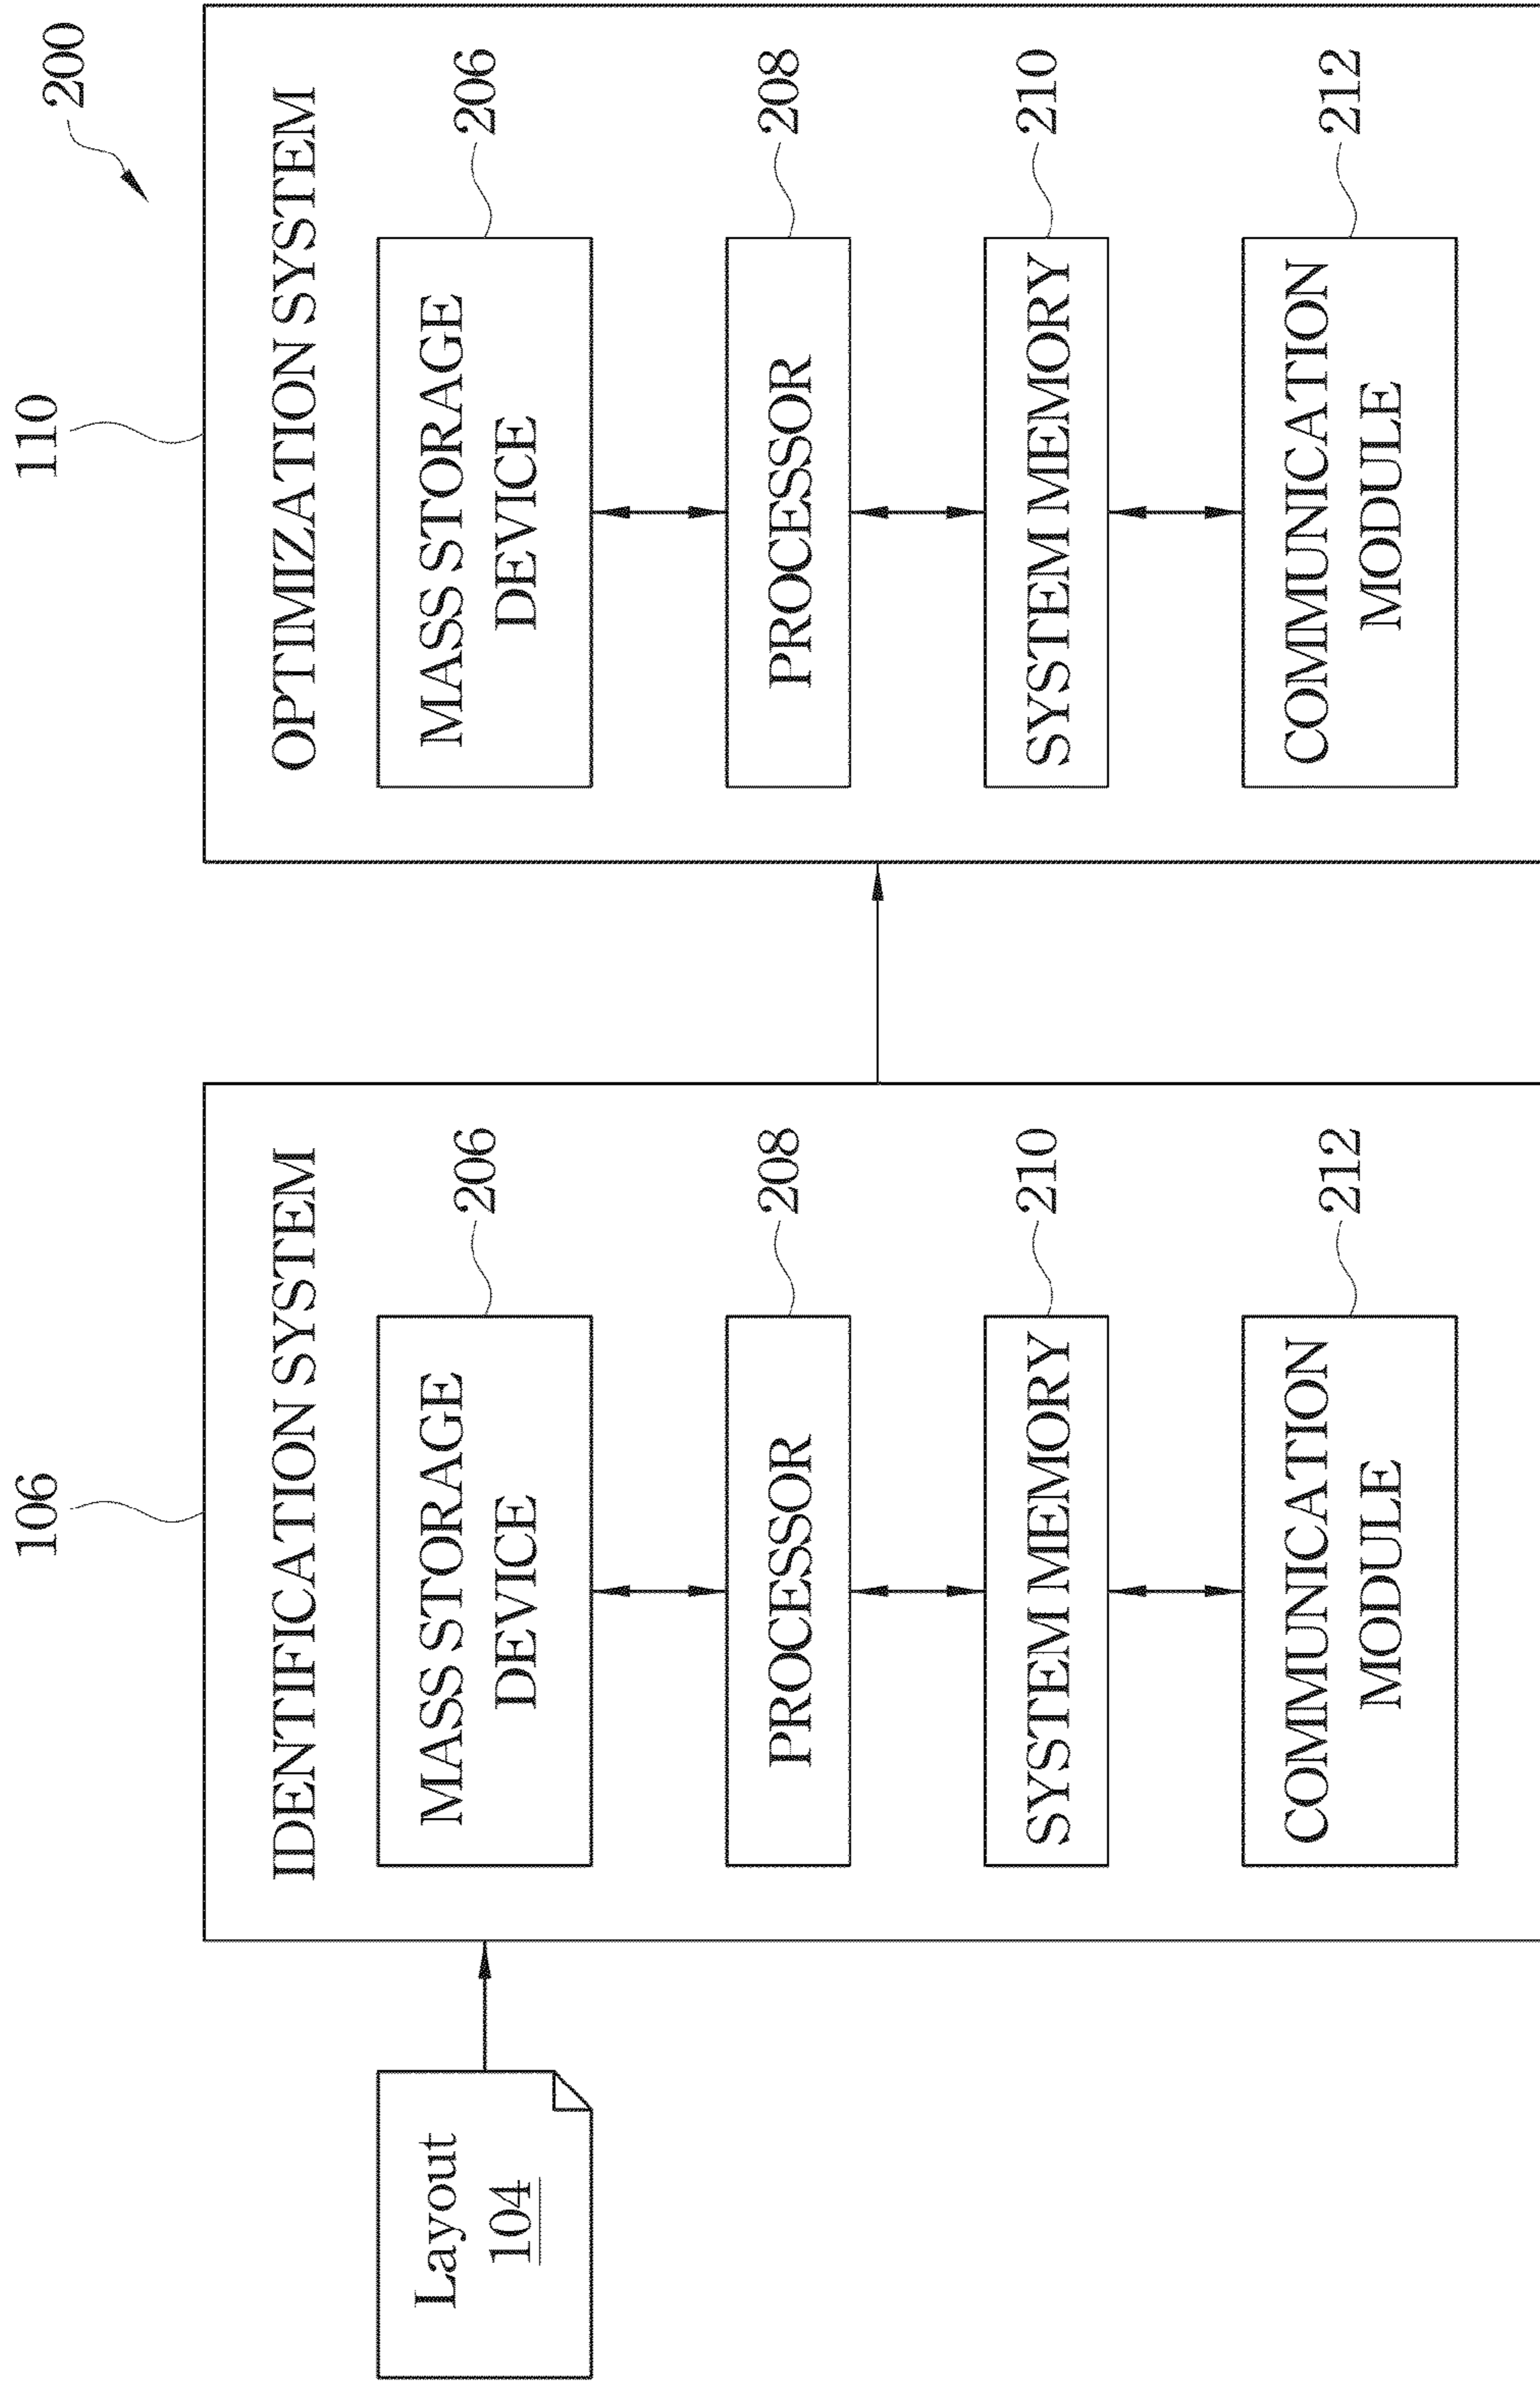 200
106
110
IDENTIFICATION SYSTEM
OPTIMIZATION SYSTEM
Layout
104
MASS STORAGE
DEVICE
206
MASS STORAGE
DEVICE
206
PROCESSOR
208
PROCESSOR
208
SYSTEM MEMORY
210
SYSTEM MEMORY
210
COMMUNICATION
MODULE
212
COMMUNICATION
MODULE
212